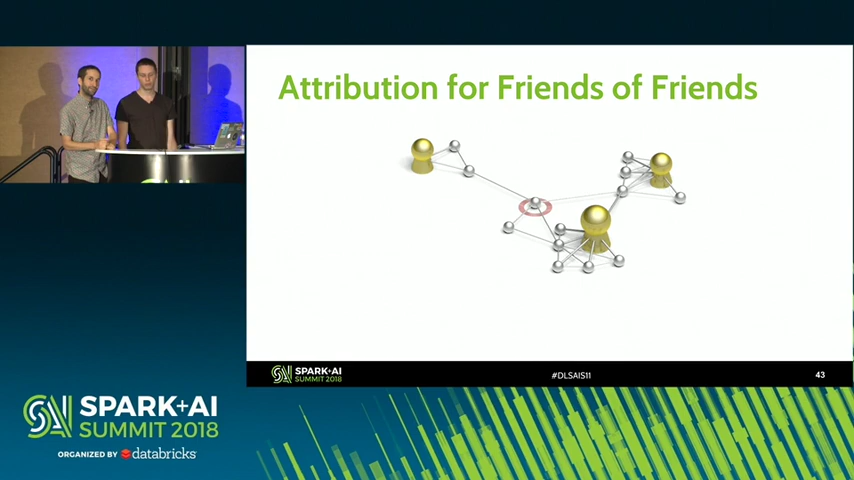 Attribution for Friends of Friends
SPARK+AI
SUMMIT 2018
#DLSAIS11
43
SPARK+AI
SUMMIT 2018
ORGANIZED BY databricks